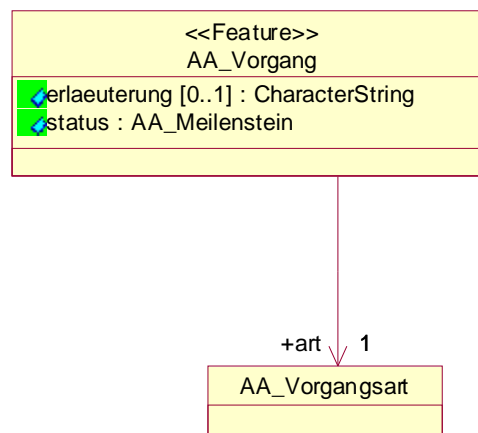 <<Feature>>
AA_Vorgang
erlaeuterung [0..1] : CharacterString
status : AA_Meilenstein
+art 1
AA_Vorgangsart